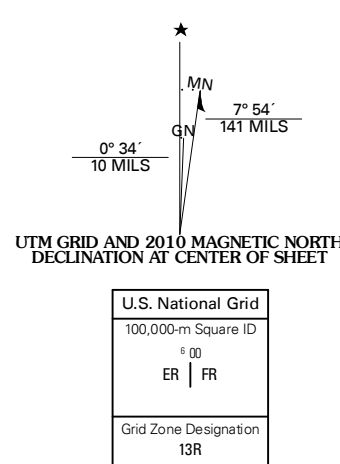 ★
MN
GN
7° 54´
141 MILS
0° 34´
10 MILS
UTM GRID AND 2010 MAGNETIC NORTH
DECLINATION AT CENTER OF SHEET
U.S. National Grid
100,000-m Square ID
6 00
ER FR
Grid Zone Designation
13R